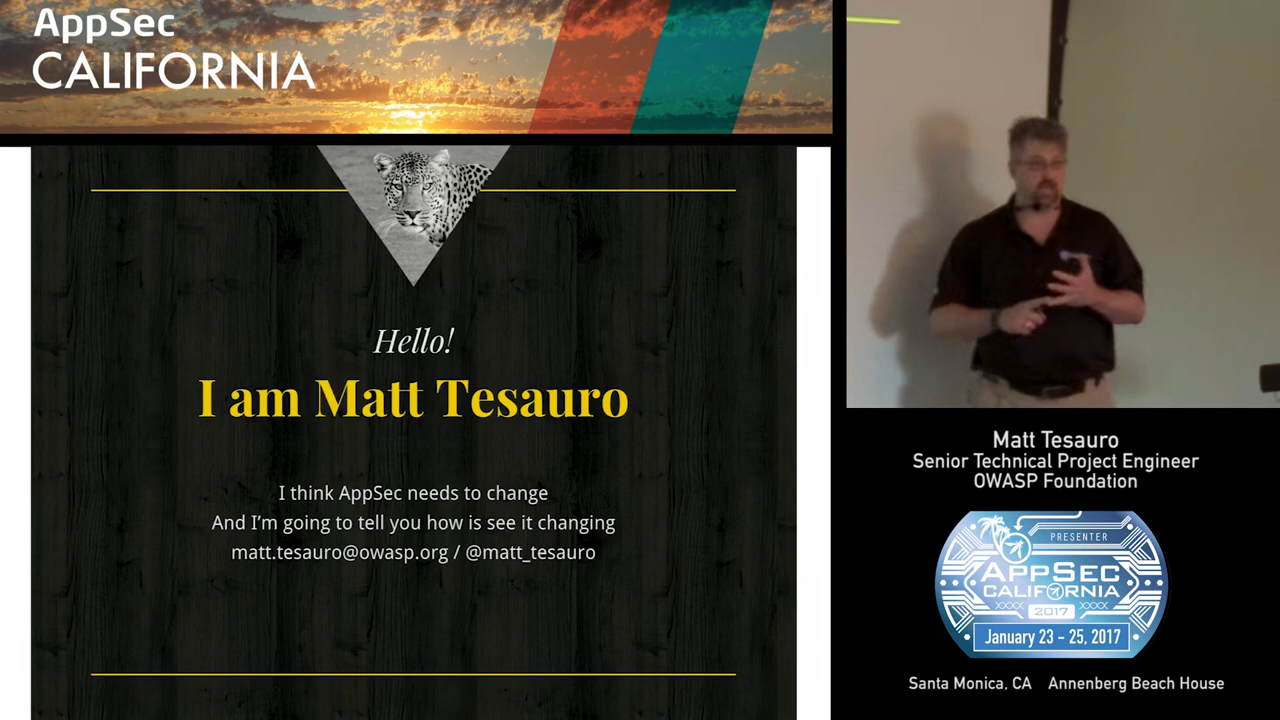 AppSec
CALIFORNIA
Hello!
I am Matt Tesauro
I think AppSec needs to change
And I'm going to tell you how is see it changing
matt.tesauro@owasp.org / @matt_tesauro
Matt Tesauro
Senior Technical Project Engineer
OWASP Foundation
PRESENTER
APPSEC
CALIFORNIA
XXXX 2017 XXXX
January 23 - 25, 2017
Santa Monica, CA Annenberg Beach House